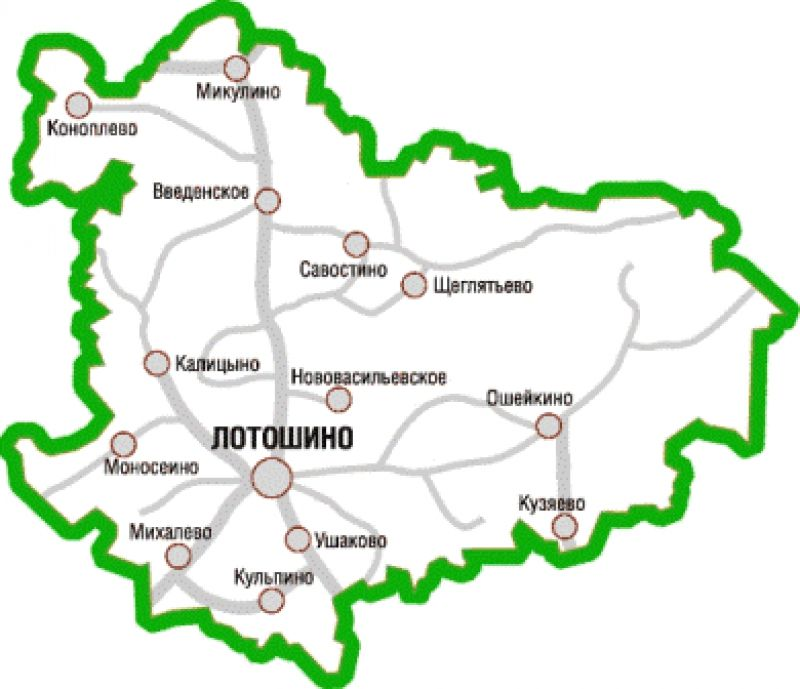 Микулино
Коноплево
Введенское
Савостино
Щеглятьево
Калицыно
Нововасильевское
Ошейкино
ЛОТОШИНО
Моносеино
Кузяево
Михалево
Ушаково
Кульпино